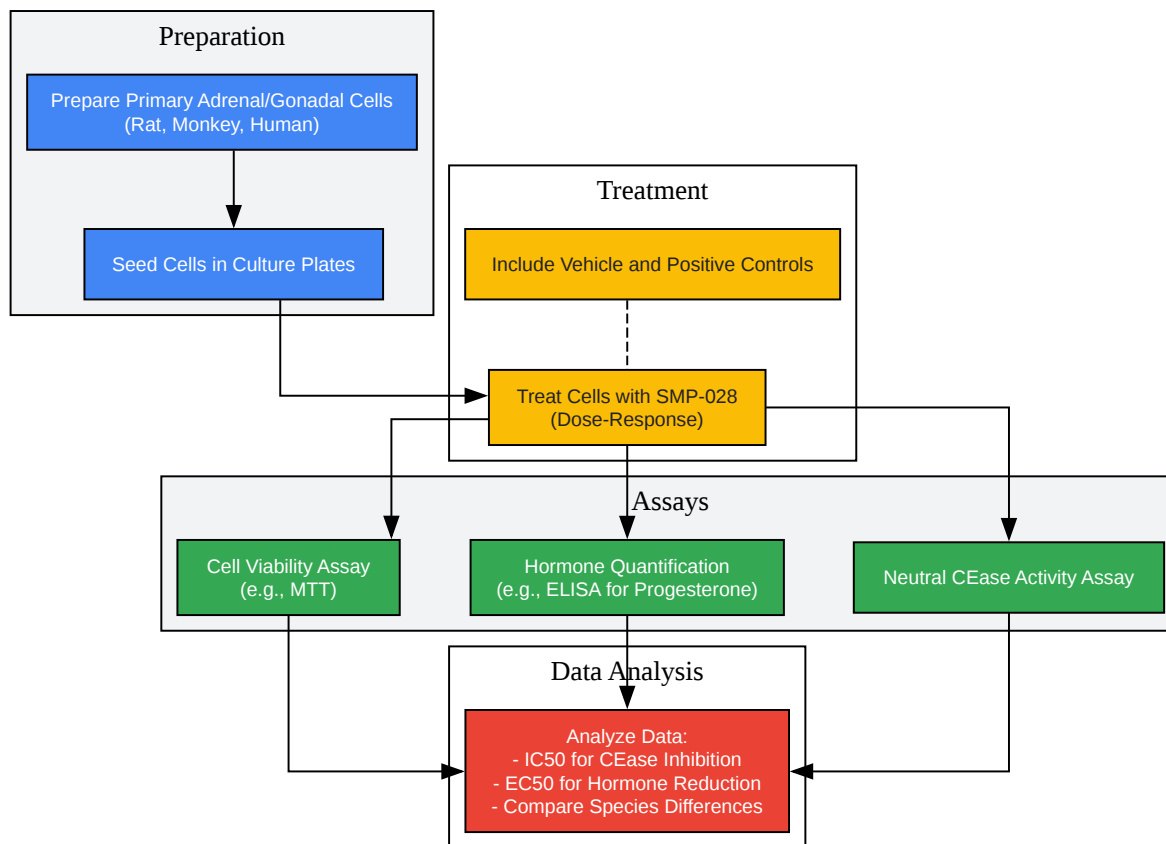 Preparation
Prepare Primary Adrenal/Gonadal Cells
(Rat, Monkey, Human)
Seed Cells in Culture Plates
Treatment
Include Vehicle and Positive Controls
Treat Cells with SMP-028
(Dose-Response)
Assays
Cell Viability Assay
(e.g., MTT)
Hormone Quantification
(e.g., ELISA for Progesterone)
Neutral CEase Activity Assay
Data Analysis
Analyze Data:
- IC50 for CEase Inhibition
- EC50 for Hormone Reduction
- Compare Species Differences